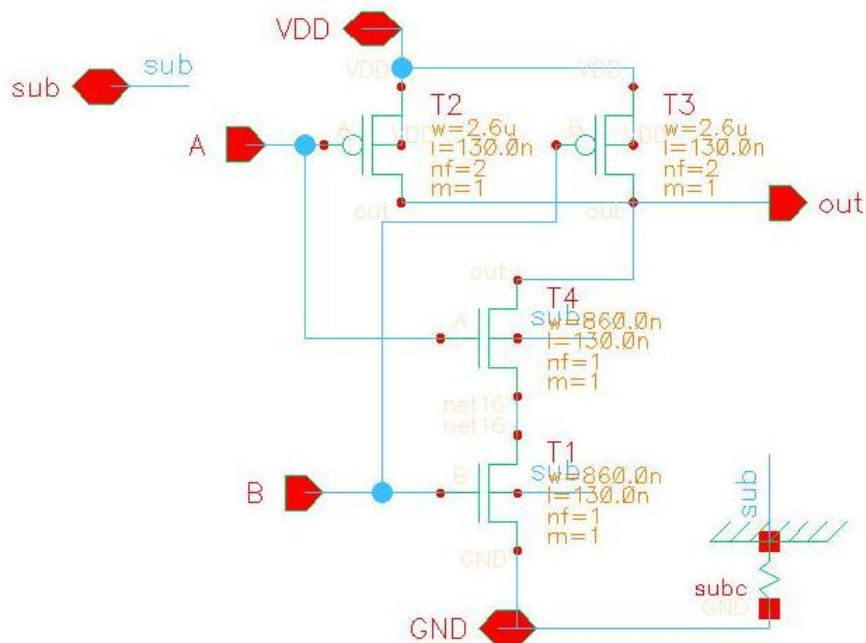 VDD
sub
sub
VDD
VDD
A
A
VDD
T2
w=2.6u
l=130.0n
nf=2
m=1
B
VDD
T3
w=2.6u
l=130.0n
nf=2
m=1
out
out
out
out
A
T4
sub
w=860.0n
l=130.0n
nf=1
m=1
net16
net16
B
B
T1
sub
w=860.0n
l=130.0n
nf=1
m=1
GND
sub
subc
GND
GND